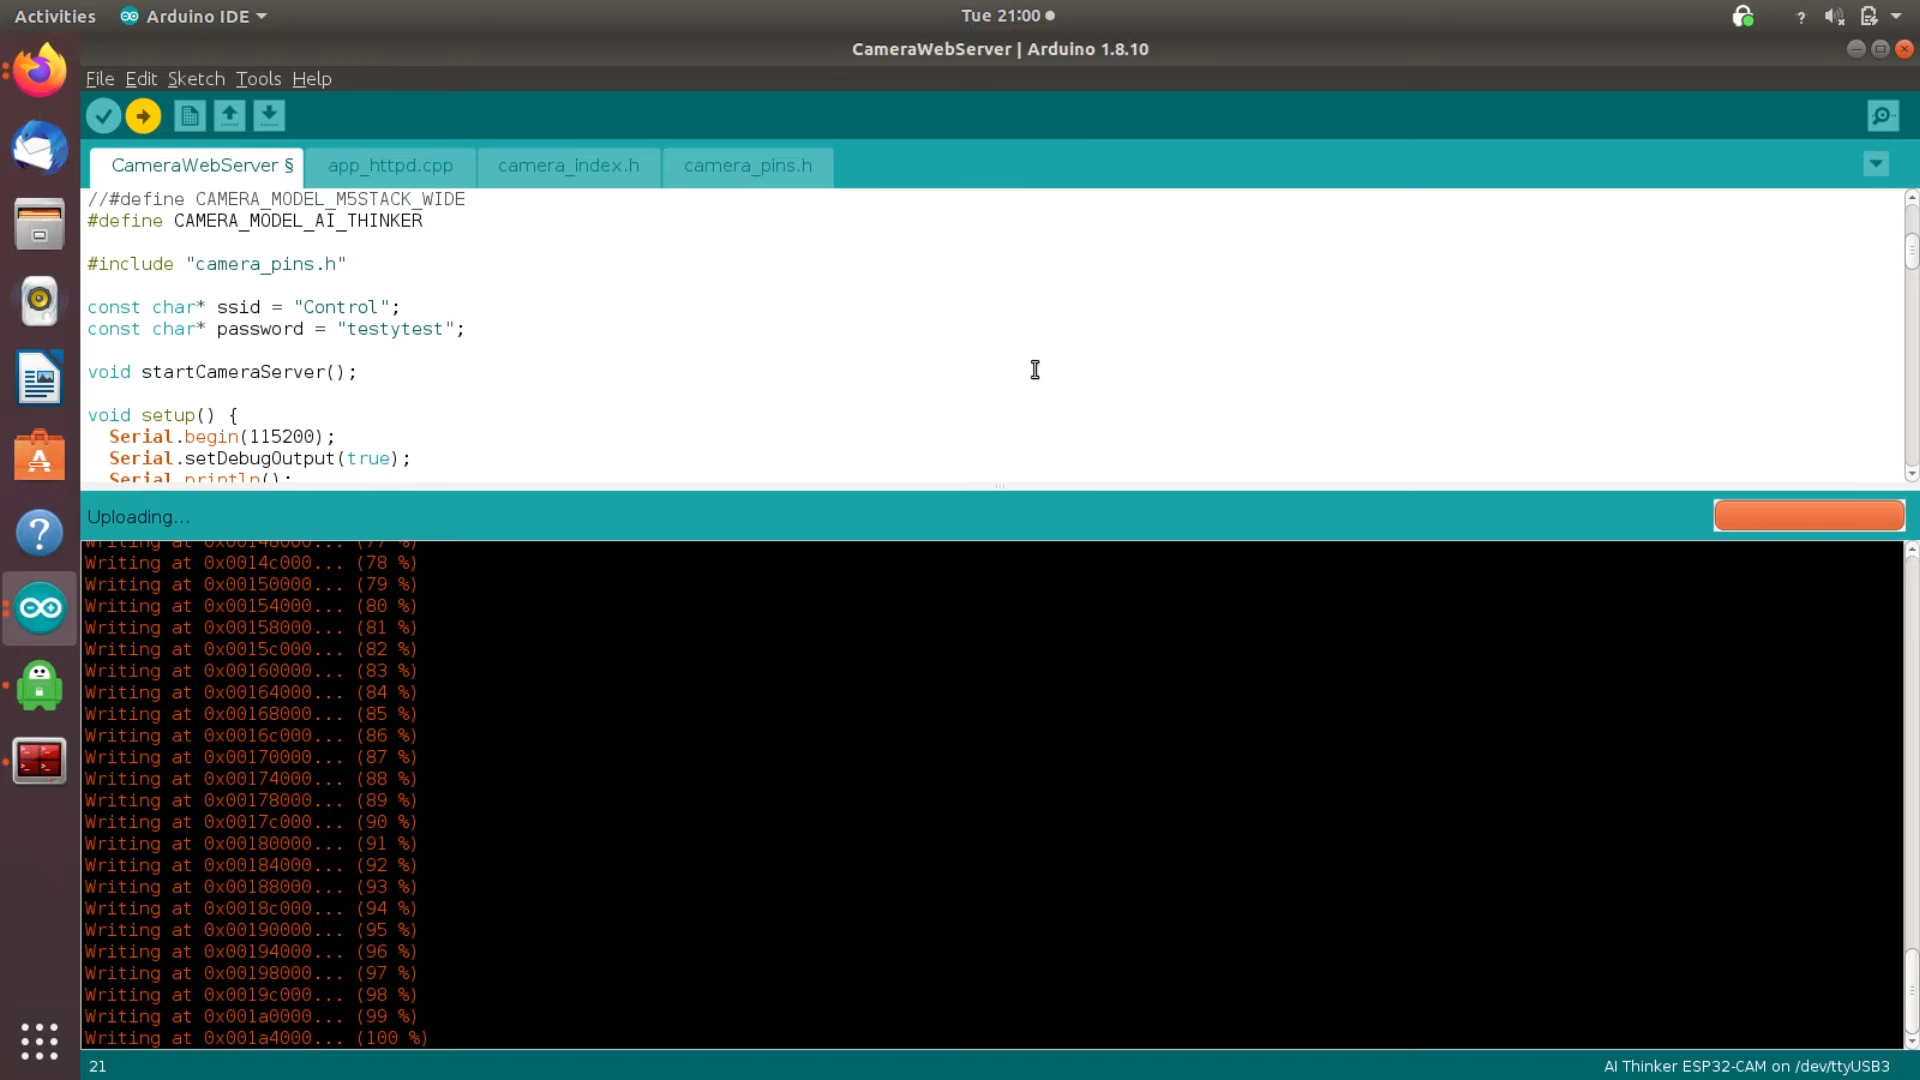 Activities Arduino IDE Tue 21:00 ?
CameraWebServer | Arduino 1.8.10
File Edit Sketch Tools Help
CameraWebServer § app_httpd.cpp camera_index.h camera_pins.h
//#define CAMERA_MODEL_M5STACK_WIDE
#define CAMERA_MODEL_AI_THINKER
#include "camera_pins.h"
const char* ssid = "Control";
const char* password = "testytest";
void startCameraServer();
void setup() {
Serial.begin(115200);
Serial.setDebugOutput(true);
Serial.println();
Uploading...
Writing at 0x00148000... (77 %)
Writing at 0x0014c000... (78 %)
Writing at 0x00150000... (79 %)
Writing at 0x00154000... (80 %)
Writing at 0x00158000... (81 %)
Writing at 0x0015c000... (82 %)
Writing at 0x00160000... (83 %)
Writing at 0x00164000... (84 %)
Writing at 0x00168000... (85 %)
Writing at 0x0016c000... (86 %)
Writing at 0x00170000... (87 %)
Writing at 0x00174000... (88 %)
Writing at 0x00178000... (89 %)
Writing at 0x0017c000... (90 %)
Writing at 0x00180000... (91 %)
Writing at 0x00184000... (92 %)
Writing at 0x00188000... (93 %)
Writing at 0x0018c000... (94 %)
Writing at 0x00190000... (95 %)
Writing at 0x00194000... (96 %)
Writing at 0x00198000... (97 %)
Writing at 0x0019c000... (98 %)
Writing at 0x001a0000... (99 %)
Writing at 0x001a4000... (100 %)
21 AI Thinker ESP32-CAM on /dev/ttyUSB3